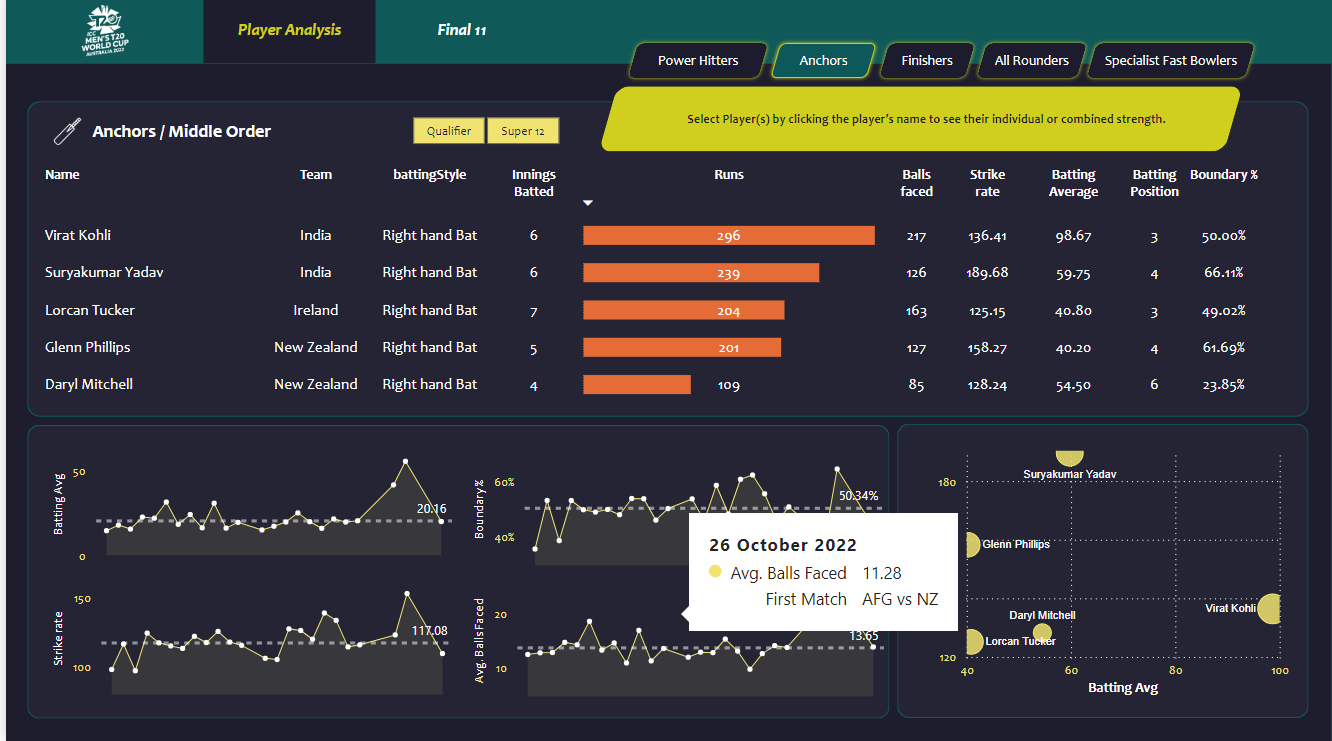 ICC
MEN'S T20
WORLD CUP
AUSTRALIA 2022
Player Analysis
Final 11
Power Hitters
Anchors
Finishers
All Rounders
Specialist Fast Bowlers
Select Player(s) by clicking the player's name to see their individual or combined strength.
Anchors / Middle Order
Qualifier
Super 12
Name Team battingStyle Innings Batted Runs Balls faced Strike rate Batting Average Batting Position Boundary %
Virat Kohli India Right hand Bat 6 296 217 136.41 98.67 3 50.00%
Suryakumar Yadav India Right hand Bat 6 239 126 189.68 59.75 4 66.11%
Lorcan Tucker Ireland Right hand Bat 7 204 163 125.15 40.80 3 49.02%
Glenn Phillips New Zealand Right hand Bat 5 201 127 158.27 40.20 4 61.69%
Daryl Mitchell New Zealand Right hand Bat 4 109 85 128.24 54.50 6 23.85%
Batting Avg
50
0
20.16
Boundary %
60%
40%
50.34%
Strike rate
150
100
117.08
Avg. Balls Faced
20
10
13.65
26 October 2022
Avg. Balls Faced 11.28
First Match AFG vs NZ
180
120
Suryakumar Yadav
Glenn Phillips
Virat Kohli
Daryl Mitchell
Lorcan Tucker
40 60 80 100
Batting Avg